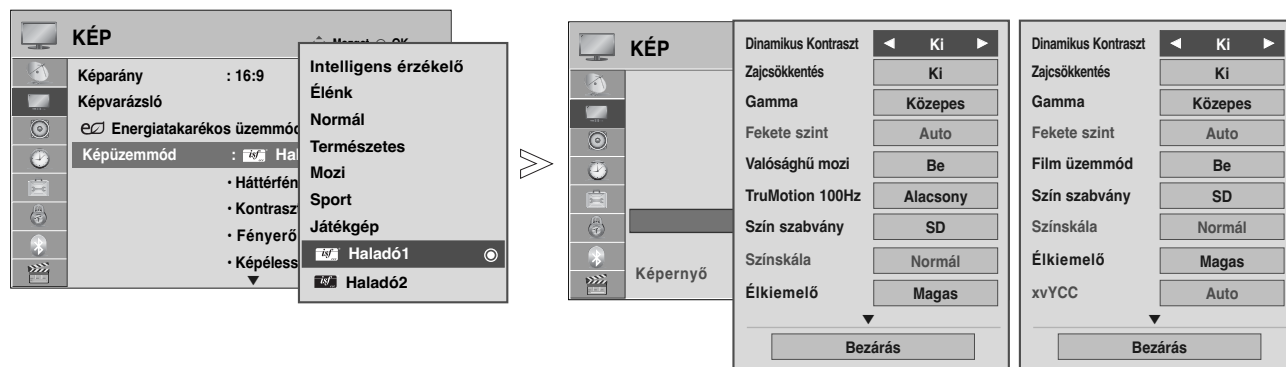 KÉP
OK
Képarány : 16:9
Képvarázsló
Energiatakarékos üzemmód
Képüzemmód : isf Hal
• Háttérfén
• Kontrasz
• Fényerő
• Képéless
▼
Intelligens érzékelő
Élénk
Normál
Természetes
Mozi
Sport
Játékgép
isf Haladó1
isf Haladó2
KÉP
Képernyő
Dinamikus Kontraszt ◄ Ki ►
Zajcsökkentés Ki
Gamma Közepes
Fekete szint Auto
Valósághű mozi Be
TruMotion 100Hz Alacsony
Szín szabvány SD
Színskála Normál
Élkiemelő Magas
▼
Bezárás
Dinamikus Kontraszt ◄ Ki ►
Zajcsökkentés Ki
Gamma Közepes
Fekete szint Auto
Film üzemmód Be
Szín szabvány SD
Színskála Normál
Élkiemelő Magas
xvYCC Auto
▼
Bezárás